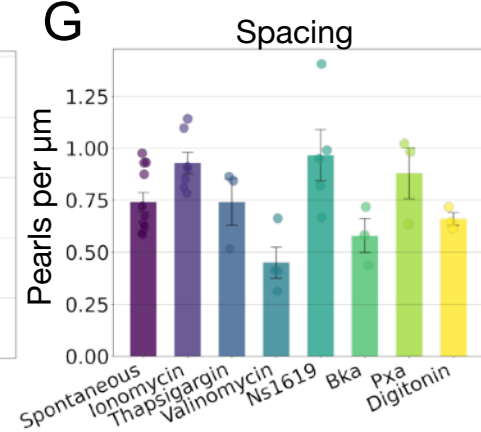 G
Spacing
Pearls per µm
1.25
1.00
0.75
0.50
0.25
0.00
Spontaneous
Ionomycin
Thapsigargin
Valinomycin
Ns1619
Bka
Pxa
Digitonin